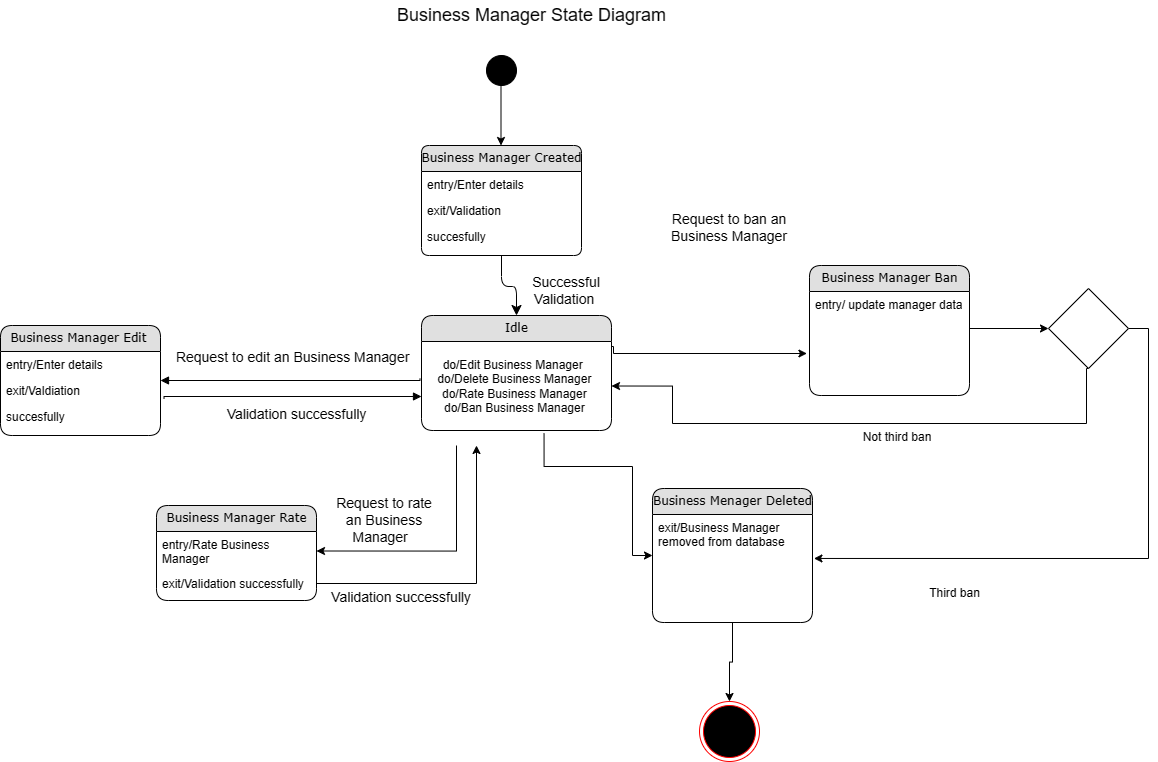 Business Manager State Diagram
Business Manager Created
entry/Enter details
exit/Validation
succesfully
Request to ban an
Business Manager
Successful
Validation
Business Manager Ban
entry/ update manager data
Idle
do/Edit Business Manager
do/Delete Business Manager
do/Rate Business Manager
do/Ban Business Manager
Business Manager Edit
entry/Enter details
exit/Valdiation
succesfully
Request to edit an Business Manager
Validation successfully
Not third ban
Request to rate
an Business
Manager
Business Manager Rate
entry/Rate Business
Manager
exit/Validation successfully
Validation successfully
Business Menager Deleted
exit/Business Manager
removed from database
Third ban